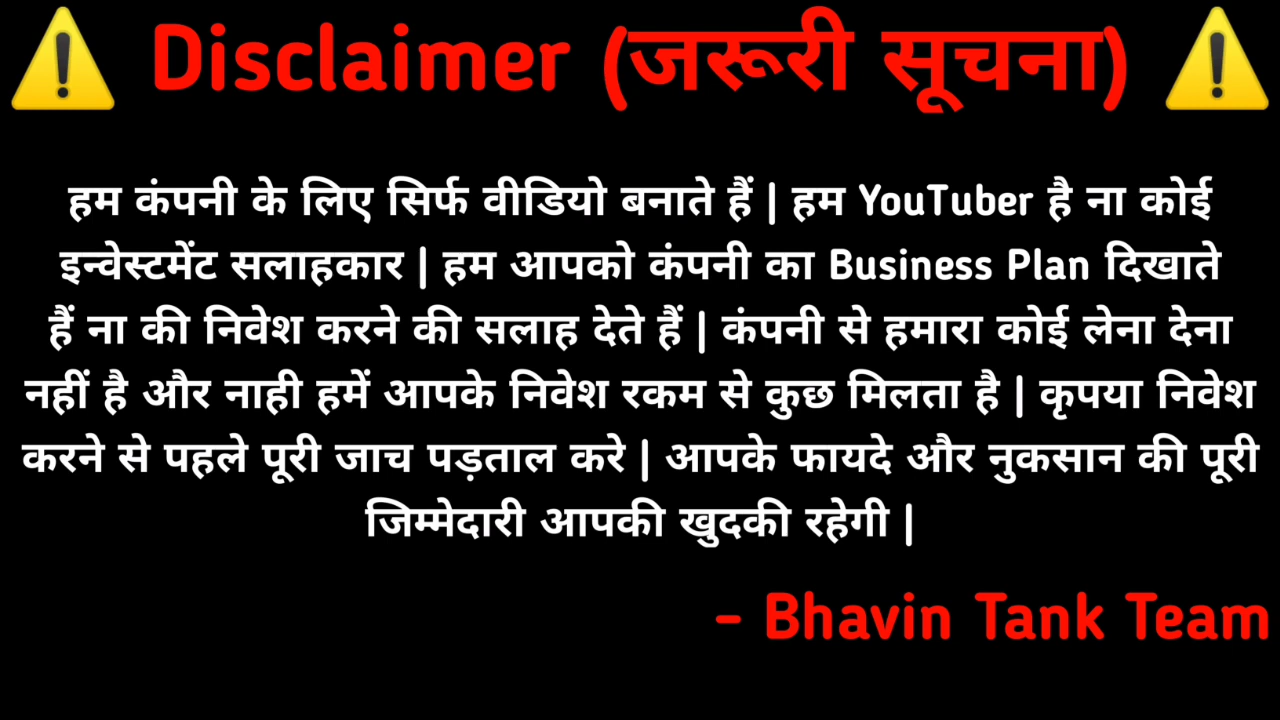 ⚠️ Disclaimer (जरूरी सूचना) ⚠️
हम कंपनी के लिए सिर्फ वीडियो बनाते हैं | हम YouTuber है ना कोई
इन्वेस्टमेंट सलाहकार | हम आपको कंपनी का Business Plan दिखाते
हैं ना की निवेश करने की सलाह देते हैं | कंपनी से हमारा कोई लेना देना
नहीं है और नाही हमें आपके निवेश रकम से कुछ मिलता है | कृपया निवेश
करने से पहले पूरी जाच पड़ताल करे | आपके फायदे और नुकसान की पूरी
जिम्मेदारी आपकी खुदकी रहेगी |
- Bhavin Tank Team